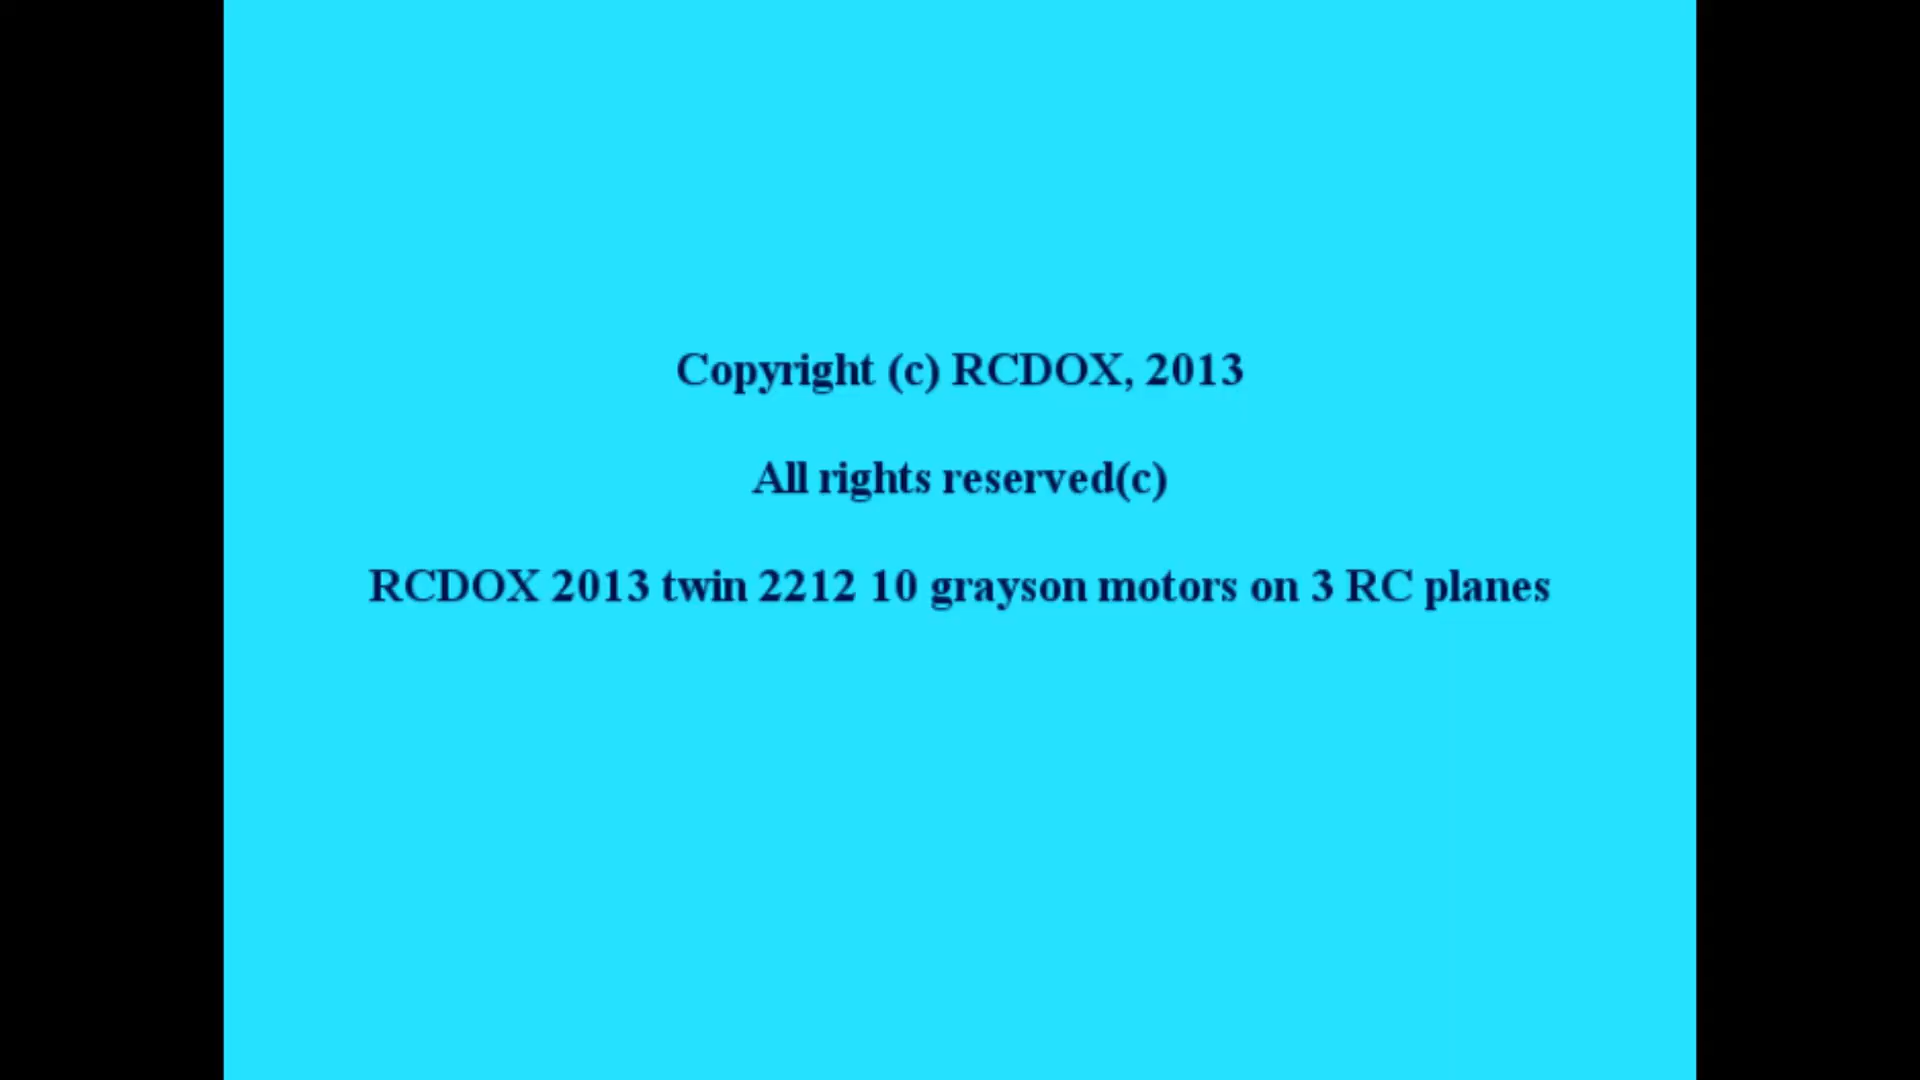 Copyright (c) RCDOX, 2013
All rights reserved(c)
RCDOX 2013 twin 2212 10 grayson motors on 3 RC planes